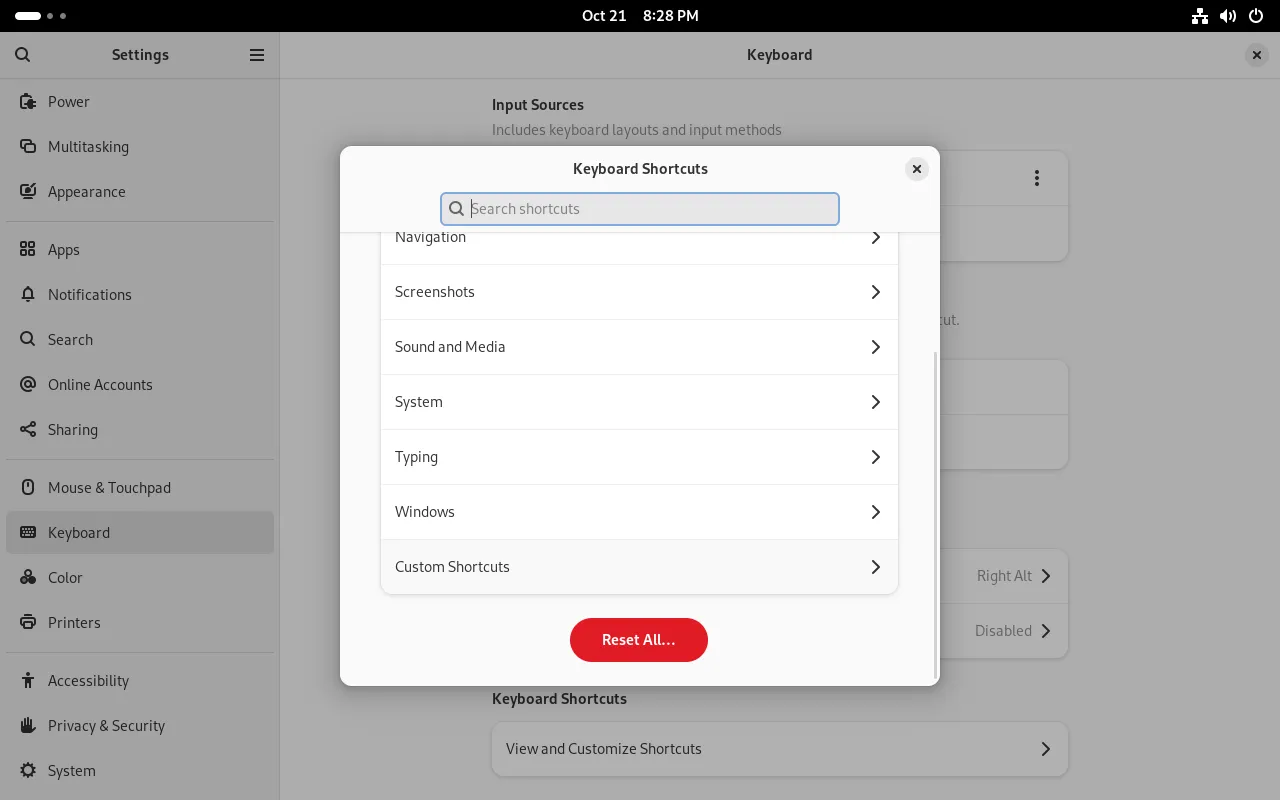 Oct 21 8:28 PM
Settings
Keyboard
Power
Multitasking
Appearance
Apps
Notifications
Search
Online Accounts
Sharing
Mouse & Touchpad
Keyboard
Color
Printers
Accessibility
Privacy & Security
System
Input Sources
Includes keyboard layouts and input methods
Keyboard Shortcuts
Search shortcuts
Navigation
Screenshots
Sound and Media
System
Typing
Windows
Custom Shortcuts
Reset All...
Right Alt
Disabled
Keyboard Shortcuts
View and Customize Shortcuts